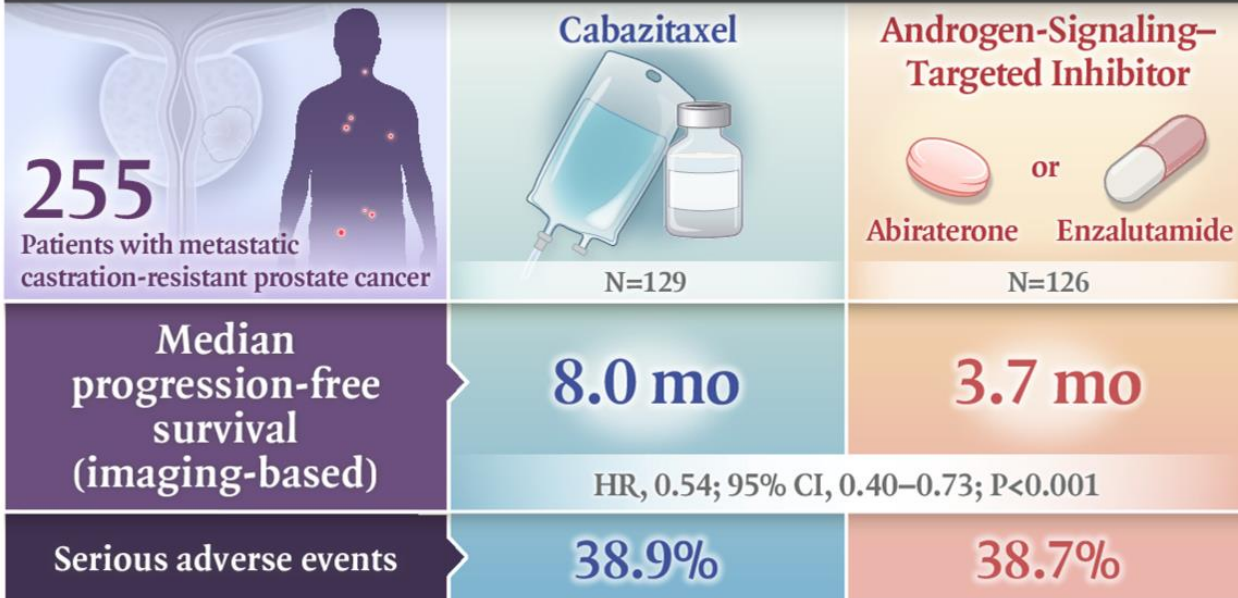 255
Patients with metastatic
castration-resistant prostate cancer
Cabazitaxel
N=129
Androgen-Signaling–
Targeted Inhibitor
or
Abiraterone Enzalutamide
N=126
Median
progression-free
survival
(imaging-based)
8.0 mo
3.7 mo
HR, 0.54; 95% CI, 0.40–0.73; P<0.001
Serious adverse events
38.9%
38.7%